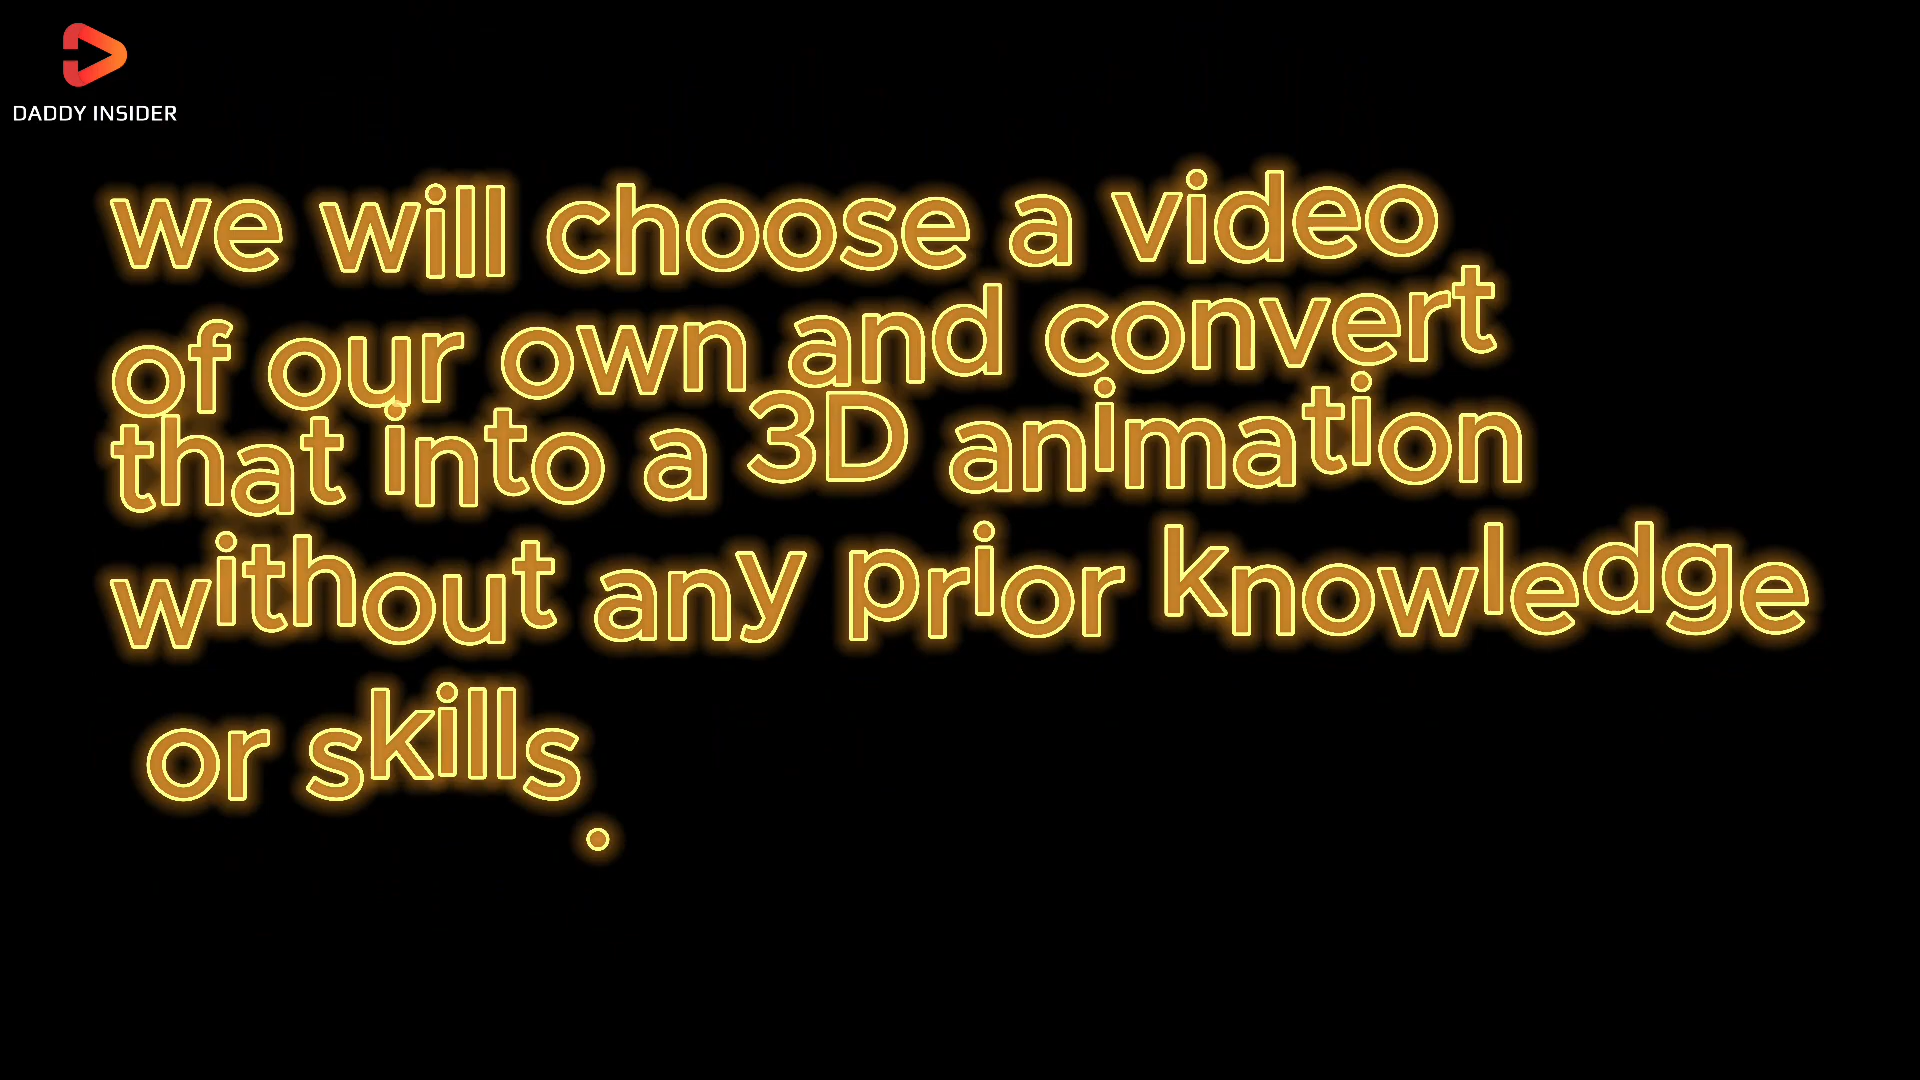 DADDY INSIDER
we will choose a video
of our own and convert
that into a 3D animation
without any prior knowledge
or skills.